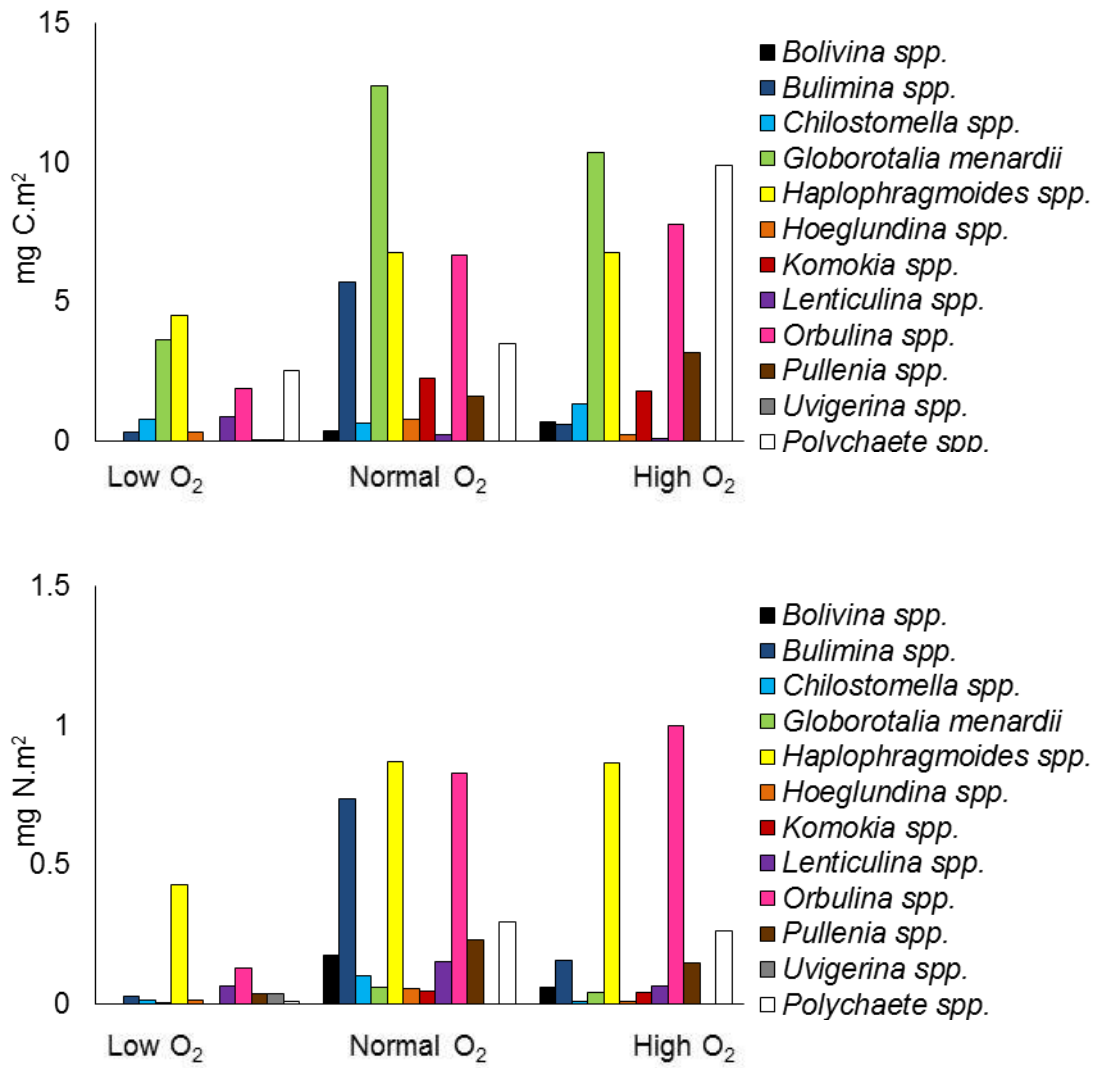 15
10
5
0
mg C.m²
Low O₂
Normal O₂
High O₂
Bolivina spp.
Bulimina spp.
Chilostomella spp.
Globorotalia menardii
Haplophragmoides spp.
Hoeglundina spp.
Komokia spp.
Lenticulina spp.
Orbulina spp.
Pullenia spp.
Uvigerina spp.
Polychaete spp.
1.5
1
0.5
0
mg N.m²
Low O₂
Normal O₂
High O₂
Bolivina spp.
Bulimina spp.
Chilostomella spp.
Globorotalia menardii
Haplophragmoides spp.
Hoeglundina spp.
Komokia spp.
Lenticulina spp.
Orbulina spp.
Pullenia spp.
Uvigerina spp.
Polychaete spp.